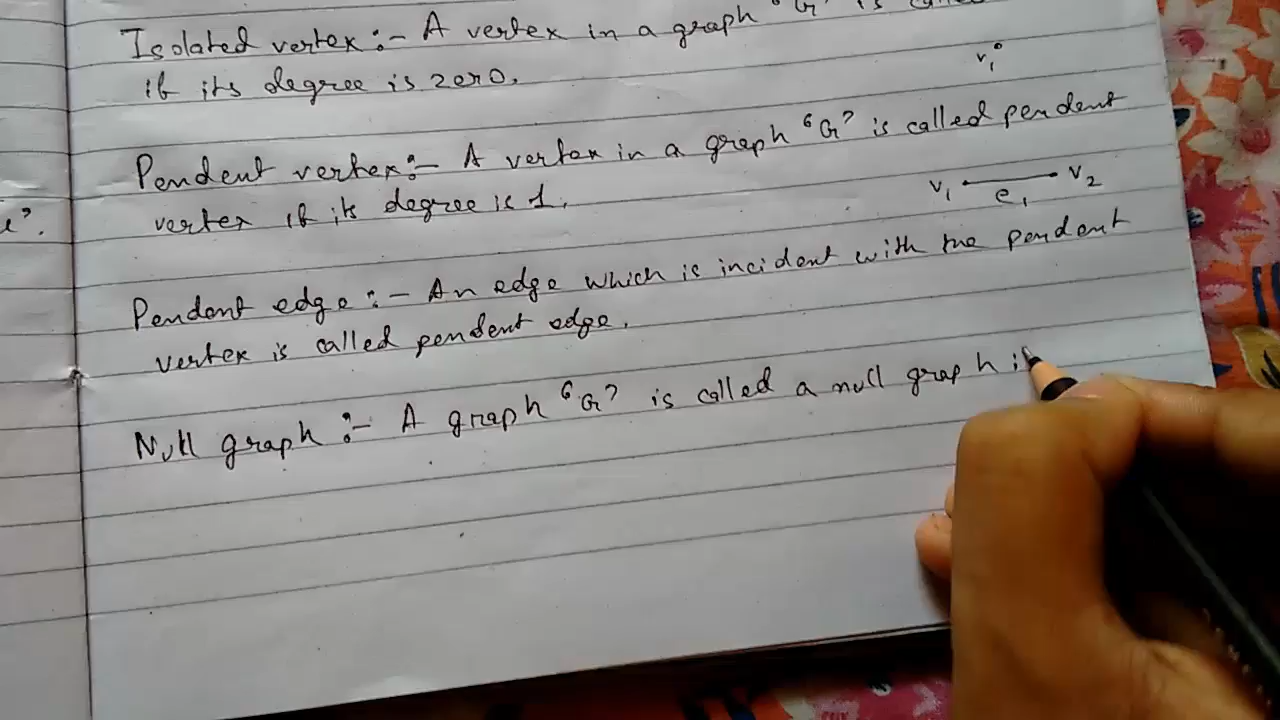 Isolated vertex :- A vertex in a graph 'G' is called
if its degree is zero.
v₁
Pendent vertex :- A vertex in a graph 'G' is called pendent
vertex if its degree is 1.
v₁ v₂
e₁
Pendent edge :- An edge which is incident with the pendent
vertex is called pendent edge.
Null graph :- A graph 'G' is called a null graph i